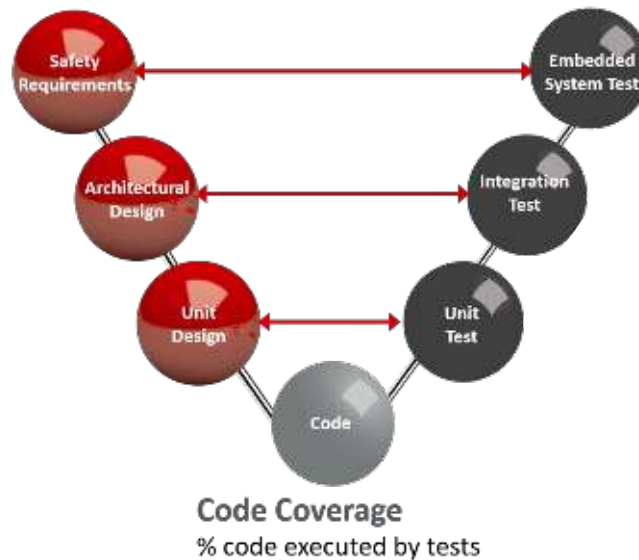 Safety
Requirements
Embedded
System Test
Architectural
Design
Integration
Test
Unit
Design
Unit
Test
Code
Code Coverage
% code executed by tests